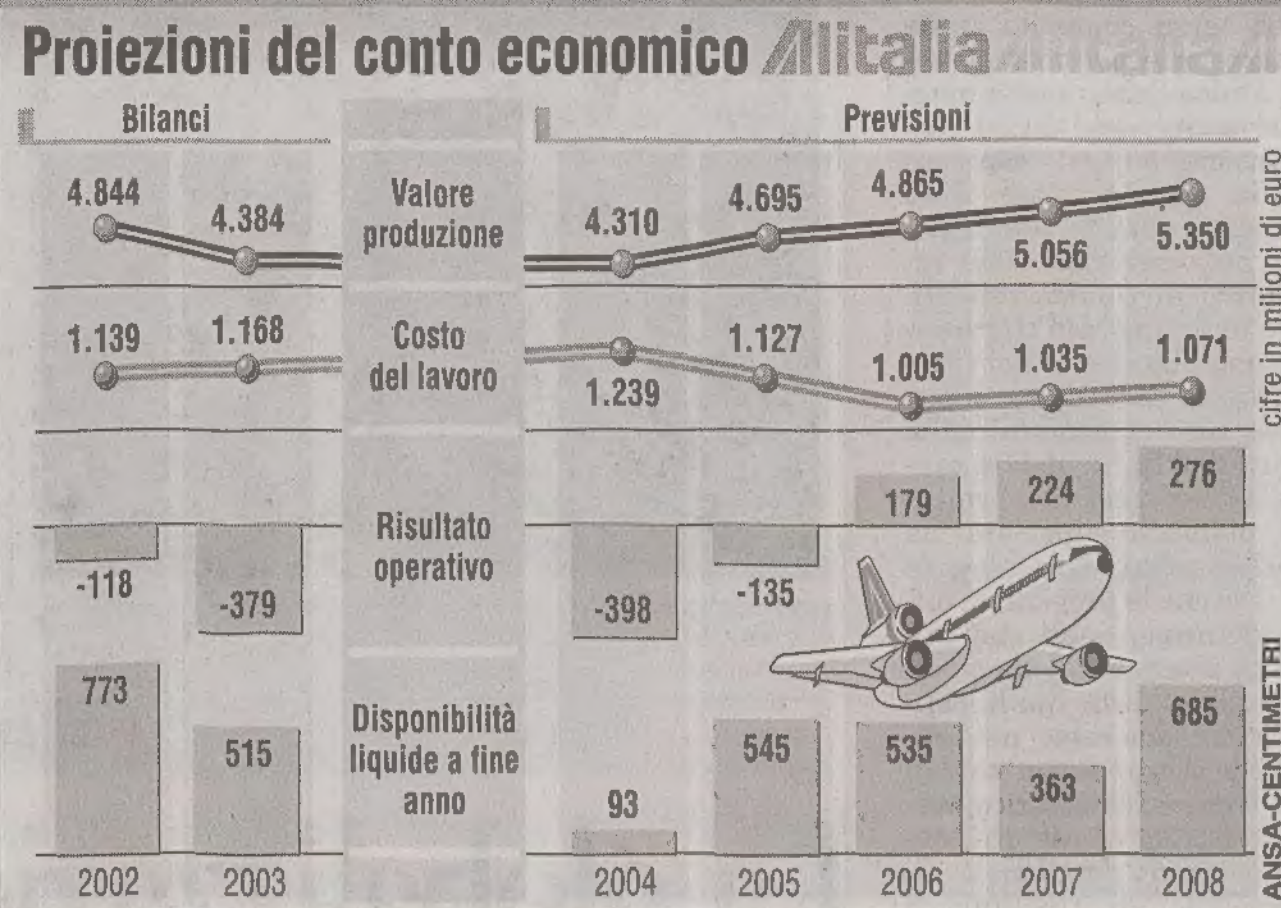 Proiezioni del conto economico Alitalia
Bilanci
Previsioni
4.844
4.384
Valore
produzione
4.310
4.695
4.865
5.056
5.350
1.139
1.168
Costo
del lavoro
1.239
1.127
1.005
1.035
1.071
-118
-379
Risultato
operativo
-398
-135
179
224
276
773
515
Disponibilità
liquide a fine
anno
93
545
535
363
685
2002 2003 2004 2005 2006 2007 2008
cifre in milioni di euro
ANSA-CENTIMETRI